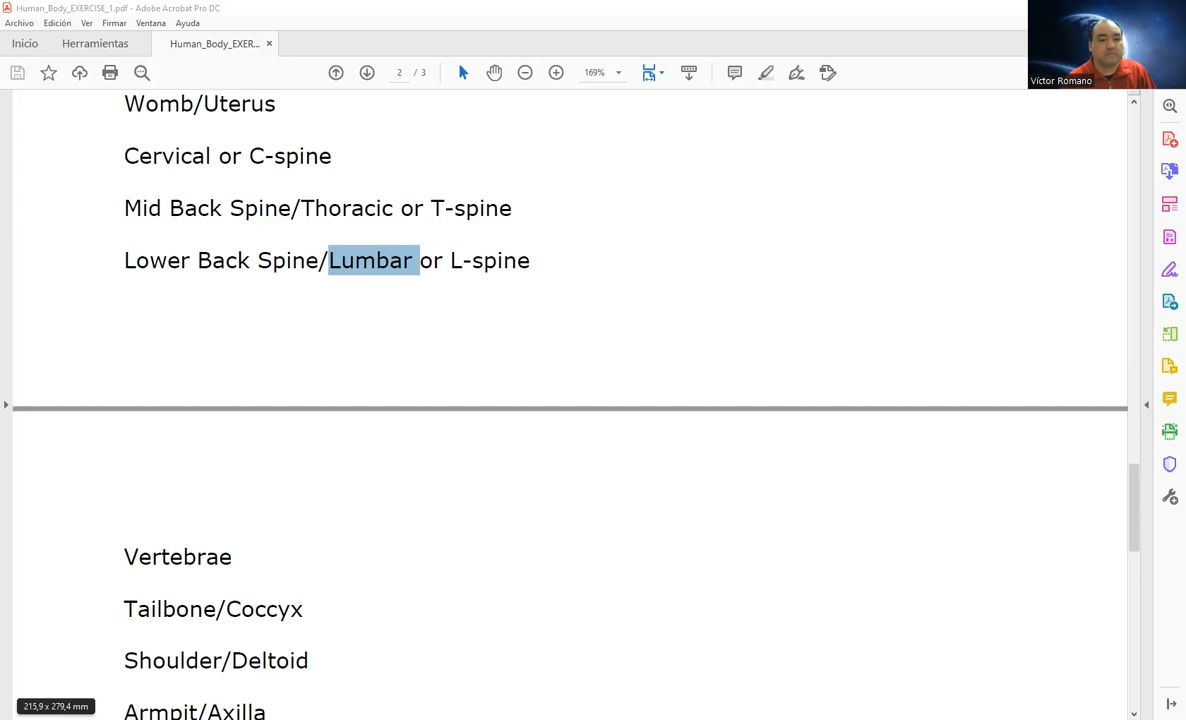 Human_Body_EXERCISE_1.pdf - Adobe Acrobat Pro DC
Archivo Edición Ver Firmar Ventana Ayuda
Inicio Herramientas Human_Body_EXER... ×
2 / 3 169%
Víctor Romano
Womb/Uterus
Cervical or C-spine
Mid Back Spine/Thoracic or T-spine
Lower Back Spine/Lumbar or L-spine
Vertebrae
Tailbone/Coccyx
Shoulder/Deltoid
Armpit/Axilla
215,9 x 279,4 mm